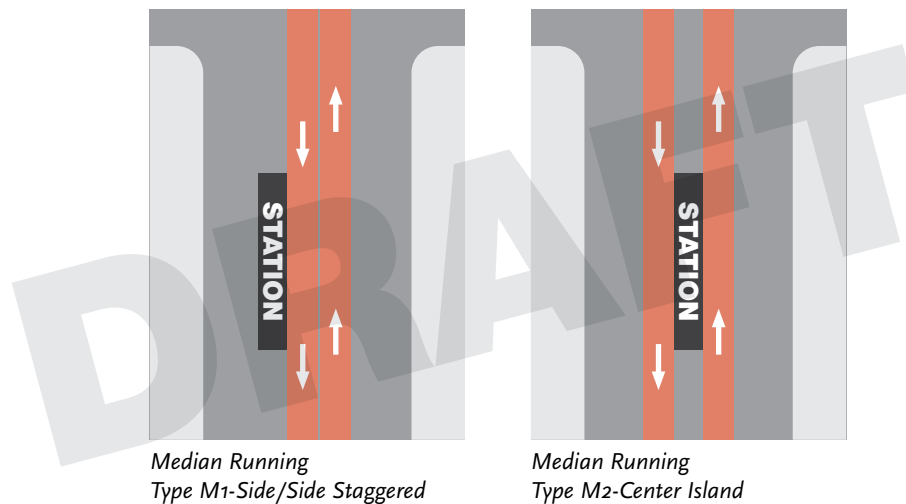 STATION
STATION
DRAFT
Median Running
Type M1-Side/Side Staggered
Median Running
Type M2-Center Island